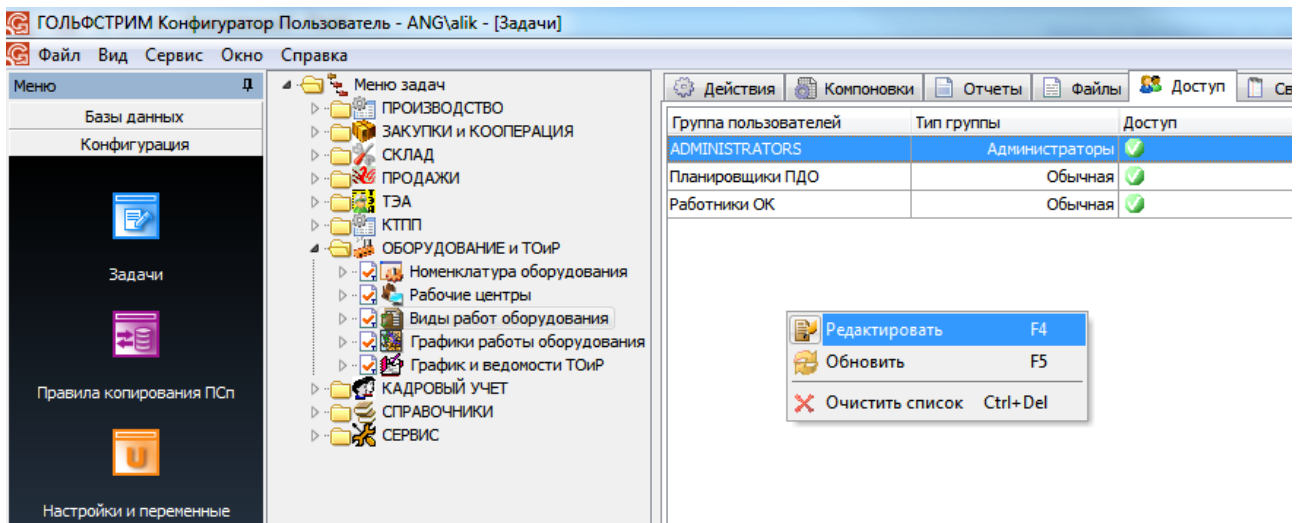 ГОЛЬФСТРИМ Конфигуратор Пользователь - ANG\alik - [Задачи]
Файл Вид Сервис Окно Справка
Меню
Базы данных
Конфигурация
Задачи
Правила копирования ПСп
Настройки и переменные
Меню задач
ПРОИЗВОДСТВО
ЗАКУПКИ и КООПЕРАЦИЯ
СКЛАД
ПРОДАЖИ
ТЭА
КТПП
ОБОРУДОВАНИЕ и ТОиР
Номенклатура оборудования
Рабочие центры
Виды работ оборудования
Графики работы оборудования
График и ведомости ТОиР
КАДРОВЫЙ УЧЕТ
СПРАВОЧНИКИ
СЕРВИС
Действия Компоновки Отчеты Файлы Доступ Св
Группа пользователей Тип группы Доступ
ADMINISTRATORS Администраторы
Планировщики ПДО Обычная
Работники ОК Обычная
Редактировать F4
Обновить F5
Очистить список Ctrl+Del